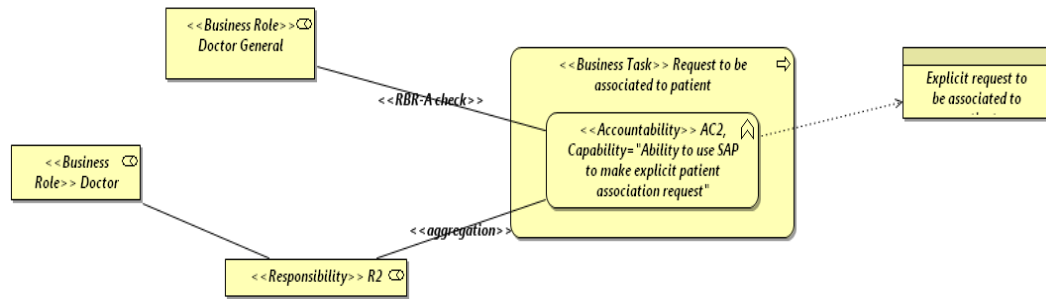 <<Business Role>>
Doctor General
<<Business Task>> Request to be
associated to patient
Explicit request to
be associated to
<<RBR-A check>>
<<Accountability>> AC2,
Capability="Ability to use SAP
to make explicit patient
association request"
<<Business
Role>> Doctor
<<aggregation>>
<<Responsibility>> R2